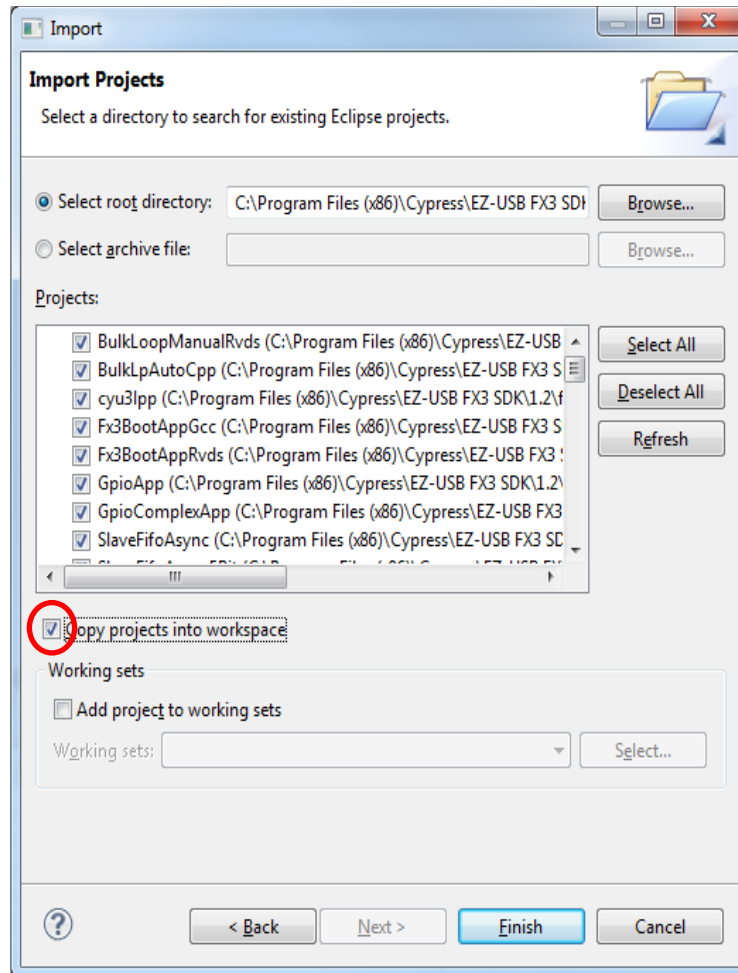 Import
Import Projects
Select a directory to search for existing Eclipse projects.
Select root directory: C:\Program Files (x86)\Cypress\EZ-USB FX3 SD Browse...
Select archive file: Browse...
Projects:
BulkLoopManualRvds (C:\Program Files (x86)\Cypress\EZ-USB
BulkLpAutoCpp (C:\Program Files (x86)\Cypress\EZ-USB FX3 S
cyu3lpp (C:\Program Files (x86)\Cypress\EZ-USB FX3 SDK\1.2\f
Fx3BootAppGcc (C:\Program Files (x86)\Cypress\EZ-USB FX3 S
Fx3BootAppRvds (C:\Program Files (x86)\Cypress\EZ-USB FX3
GpioApp (C:\Program Files (x86)\Cypress\EZ-USB FX3 SDK\1.2\
GpioComplexApp (C:\Program Files (x86)\Cypress\EZ-USB FX3
SlaveFifoAsync (C:\Program Files (x86)\Cypress\EZ-USB FX3 SD
Select All
Deselect All
Refresh
Copy projects into workspace
Working sets
Add project to working sets
Working sets: Select...
< Back Next > Finish Cancel